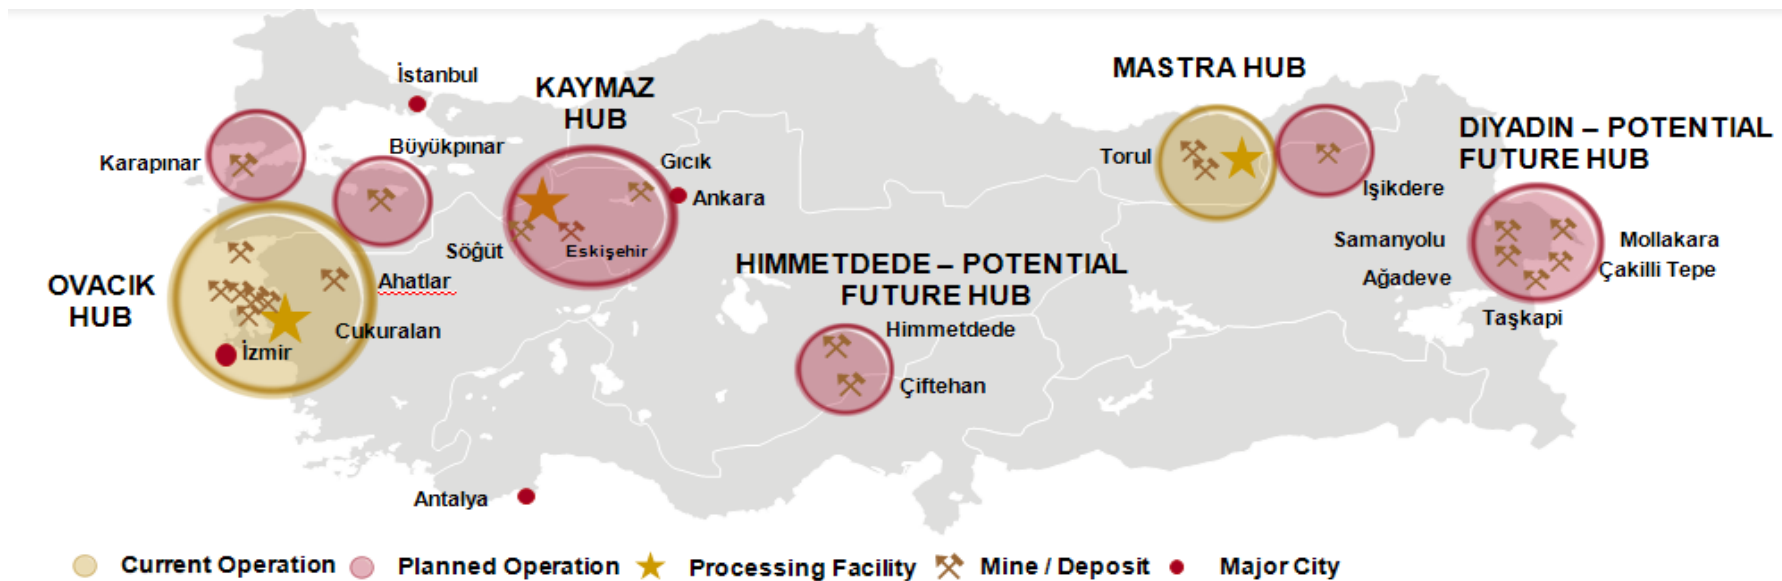 İstanbul
KAYMAZ
HUB
MASTRA HUB
DIYADIN – POTENTIAL
FUTURE HUB
Karapınar
Büyükpınar
Gıcık
Ankara
Torul
Işikdere
Söğüt
Eskişehir
Samanyolu
Mollakara
Ağadeve
Çakilli Tepe
Taşkapi
OVACIK
HUB
Ahatlar
Cukuralan
İzmir
HIMMETDEDE – POTENTIAL
FUTURE HUB
Himmetdede
Çiftehan
Antalya
Current Operation Planned Operation Processing Facility Mine / Deposit Major City